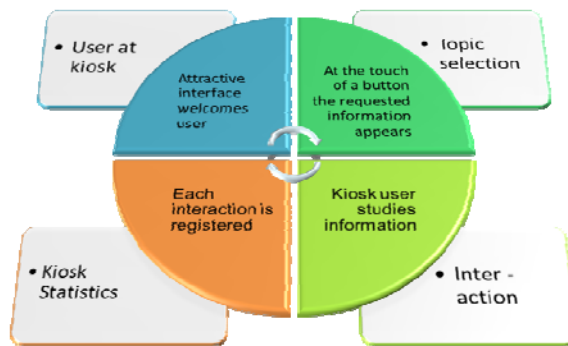 • User at
kiosk
Attractive
interface
welcomes
user
At the touch
of a button
the requested
information
appears
• Topic
selection
Each
interaction is
registered
Kiosk user
studies
information
• Kiosk
Statistics
• Inter -
action